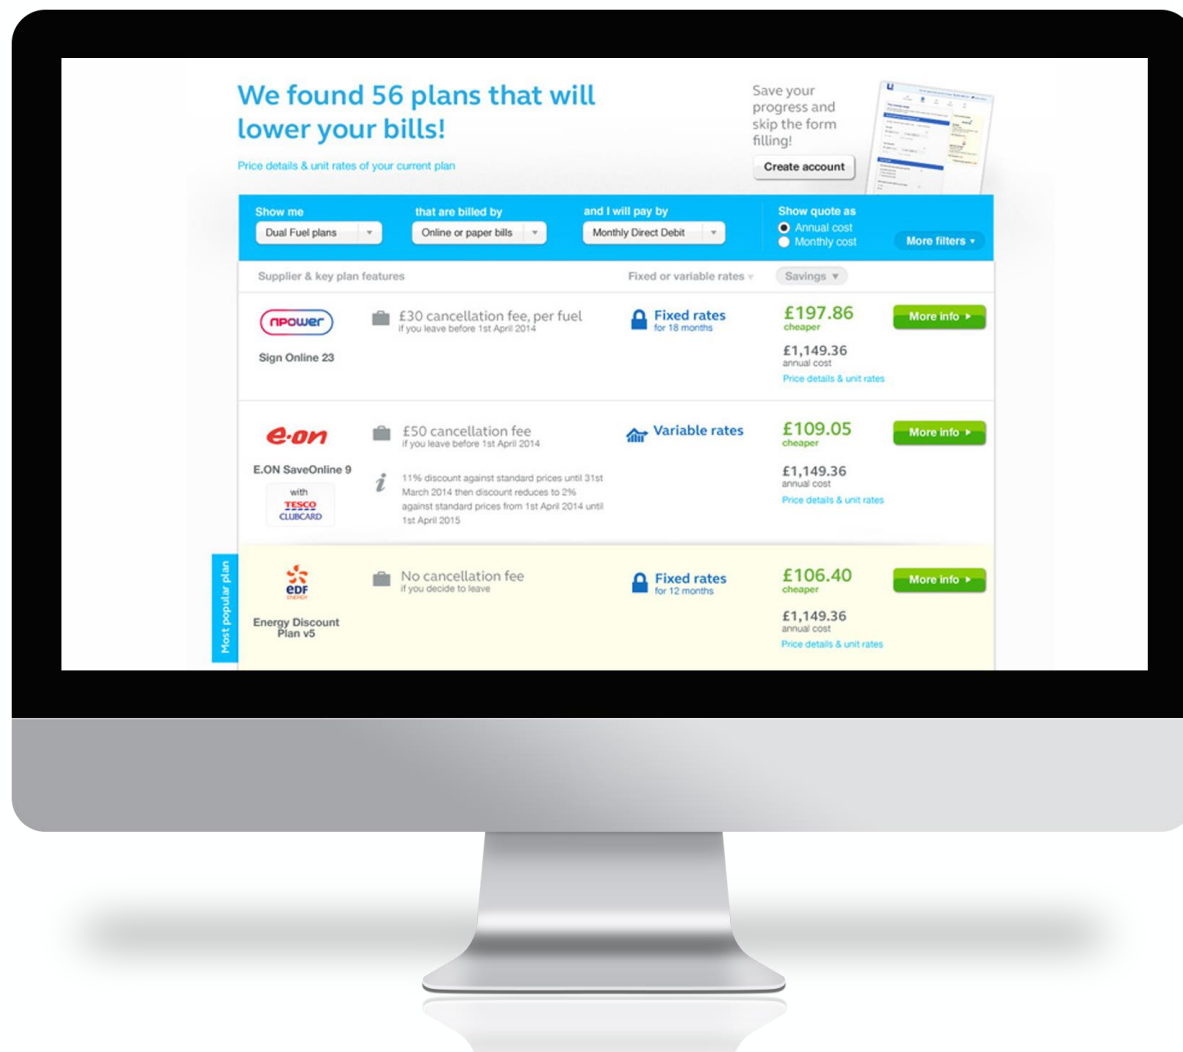 We found 56 plans that will
lower your bills!
Price details & unit rates of your current plan
Save your
progress and
skip the form
filling!
Create account
Show me
that are billed by
and I will pay by
Show quote as
Dual Fuel plans
Online or paper bills
Monthly Direct Debit
Annual cost
Monthly cost
More filters
Supplier & key plan features
Fixed or variable rates
Savings
npower
Sign Online 23
£30 cancellation fee, per fuel
if you leave before 1st April 2014
Fixed rates
for 18 months
£197.86
cheaper
£1,149.36
annual cost
Price details & unit rates
More info
e·on
E.ON SaveOnline 9
with
TESCO
CLUBCARD
£50 cancellation fee
if you leave before 1st April 2014
11% discount against standard prices until 31st
March 2014 then discount reduces to 2%
against standard prices from 1st April 2014 until
1st April 2015
Variable rates
£109.05
cheaper
£1,149.36
annual cost
Price details & unit rates
More info
Most popular plan
eDF
ENERGY
Energy Discount
Plan v5
No cancellation fee
if you decide to leave
Fixed rates
for 12 months
£106.40
cheaper
£1,149.36
annual cost
Price details & unit rates
More info